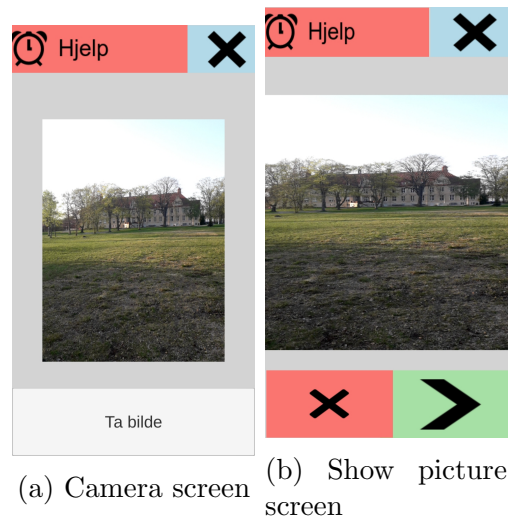 Hjelp
Ta bilde
(a) Camera screen
Hjelp
(b) Show picture
screen